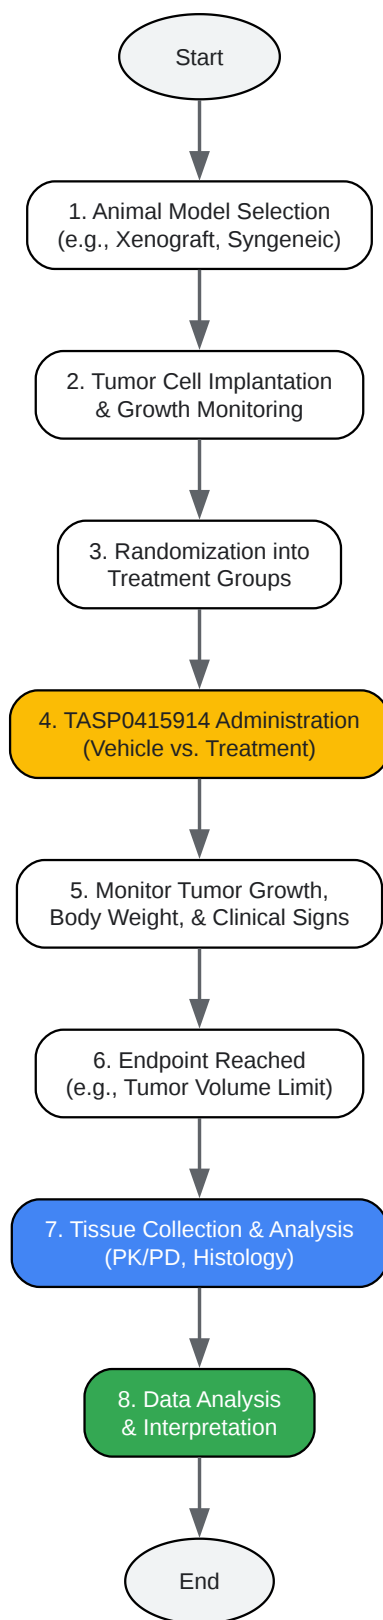 Start
1. Animal Model Selection
(e.g., Xenograft, Syngeneic)
2. Tumor Cell Implantation
& Growth Monitoring
3. Randomization into
Treatment Groups
4. TASP0415914 Administration
(Vehicle vs. Treatment)
5. Monitor Tumor Growth,
Body Weight, & Clinical Signs
6. Endpoint Reached
(e.g., Tumor Volume Limit)
7. Tissue Collection & Analysis
(PK/PD, Histology)
8. Data Analysis
& Interpretation
End